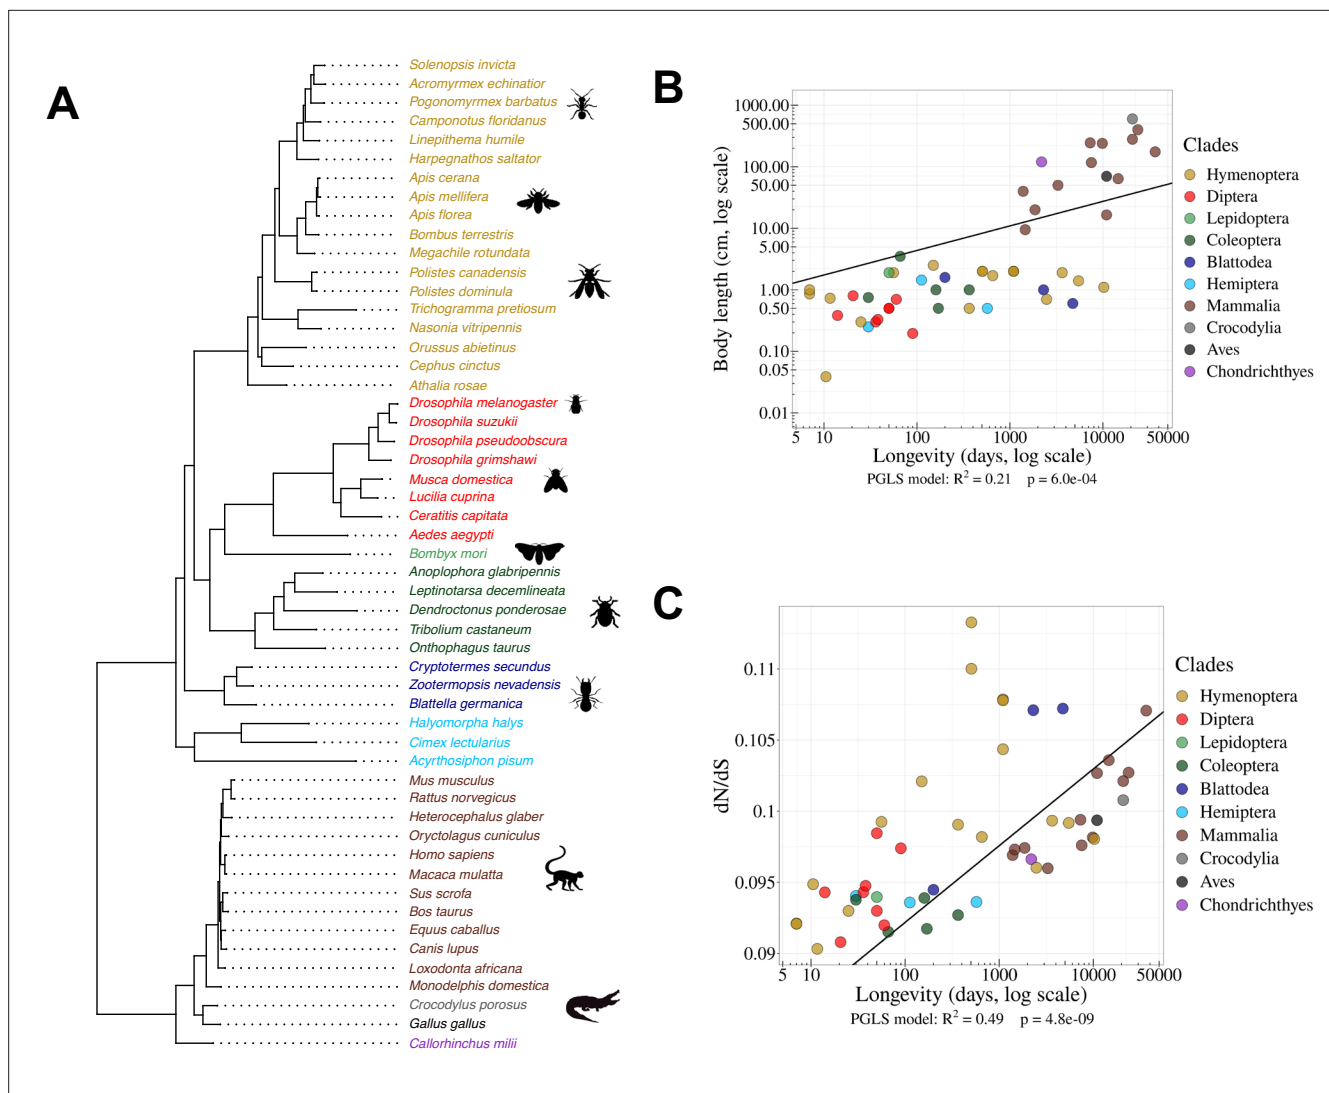 A
Solenopsis invicta
Acromyrmex echinatior
Pogonomyrmex barbatus
Camponotus floridanus
Linepithema humile
Harpegnathos saltator
Apis cerana
Apis mellifera
Apis florea
Bombus terrestris
Megachile rotundata
Polistes canadensis
Polistes dominula
Trichogramma pretiosum
Nasonia vitripennis
Orussus abietinus
Cephus cinctus
Athalia rosae
Drosophila melanogaster
Drosophila suzukii
Drosophila pseudoobscura
Drosophila grimshawi
Musca domestica
Lucilia cuprina
Ceratitis capitata
Aedes aegypti
Bombyx mori
Anoplophora glabripennis
Leptinotarsa decemlineata
Dendroctonus ponderosae
Tribolium castaneum
Onthophagus taurus
Cryptotermes secundus
Zootermopsis nevadensis
Blattella germanica
Halyomorpha halys
Cimex lectularius
Acyrthosiphon pisum
Mus musculus
Rattus norvegicus
Heterocephalus glaber
Oryctolagus cuniculus
Homo sapiens
Macaca mulatta
Sus scrofa
Bos taurus
Equus caballus
Canis lupus
Loxodonta africana
Monodelphis domestica
Crocodylus porosus
Gallus gallus
Callorhinchus milii
B
Body length (cm, log scale)
1000.00
500.00
100.00
50.00
10.00
5.00
1.00
0.50
0.10
0.05
0.01
5 10 100 1000 10000 50000
Longevity (days, log scale)
PGLS model: R² = 0.21 p = 6.0e-04
Clades
Hymenoptera
Diptera
Lepidoptera
Coleoptera
Blattodea
Hemiptera
Mammalia
Crocodylia
Aves
Chondrichthyes
C
dN/dS
0.11
0.105
0.1
0.095
0.09
5 10 100 1000 10000 50000
Longevity (days, log scale)
PGLS model: R² = 0.49 p = 4.8e-09
Clades
Hymenoptera
Diptera
Lepidoptera
Coleoptera
Blattodea
Hemiptera
Mammalia
Crocodylia
Aves
Chondrichthyes